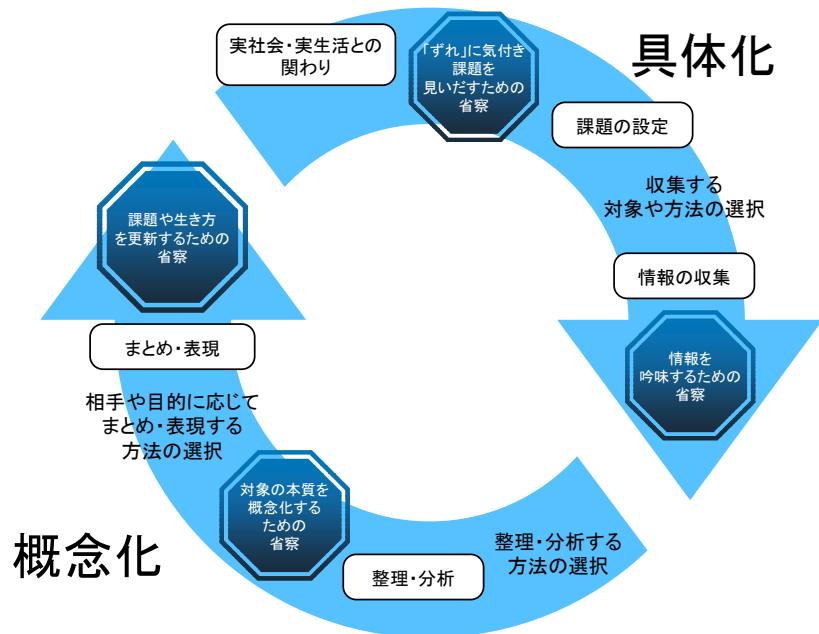 実社会・実生活との
関わり
「ずれ」に気付き
課題を
見いだすための
省察
具体化
課題の設定
収集する
対象や方法の選択
情報の収集
情報を
吟味するための
省察
整理・分析する
方法の選択
整理・分析
対象の本質を
概念化する
ための
省察
概念化
相手や目的に応じて
まとめ・表現する
方法の選択
まとめ・表現
課題や生き方
を更新するための
省察